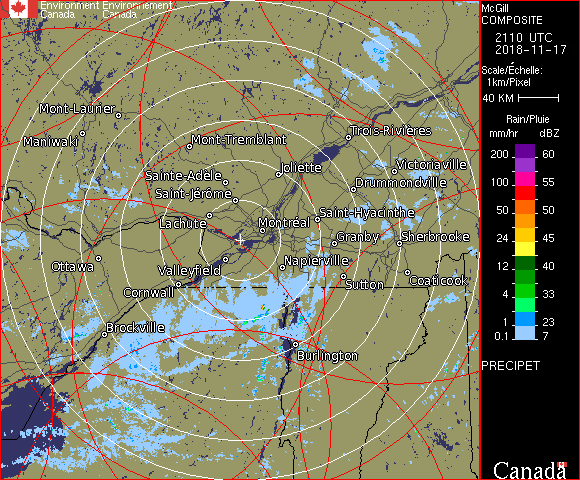 Environment Environnement
Canada Canada
McGill
COMPOSITE
2110 UTC
2018-11-17
Scale/Échelle:
1km/Pixel
40 KM
Rain/Pluie
mm/hr dBZ
200 60
100 55
50 50
24 45
12 40
4 33
1 23
0.1 7
PRECIPET
Canada
Mont-Laurier
Maniwaki
Mont-Tremblant
Trois-Rivières
Sainte-Adèle
Joliette
Victoriaville
Saint-Jérôme
Drummondville
Lachute
Montréal
Saint-Hyacinthe
Granby
Sherbrooke
Ottawa
Valleyfield
Napierville
Cornwall
Sutton
Coaticook
Brockville
Burlington